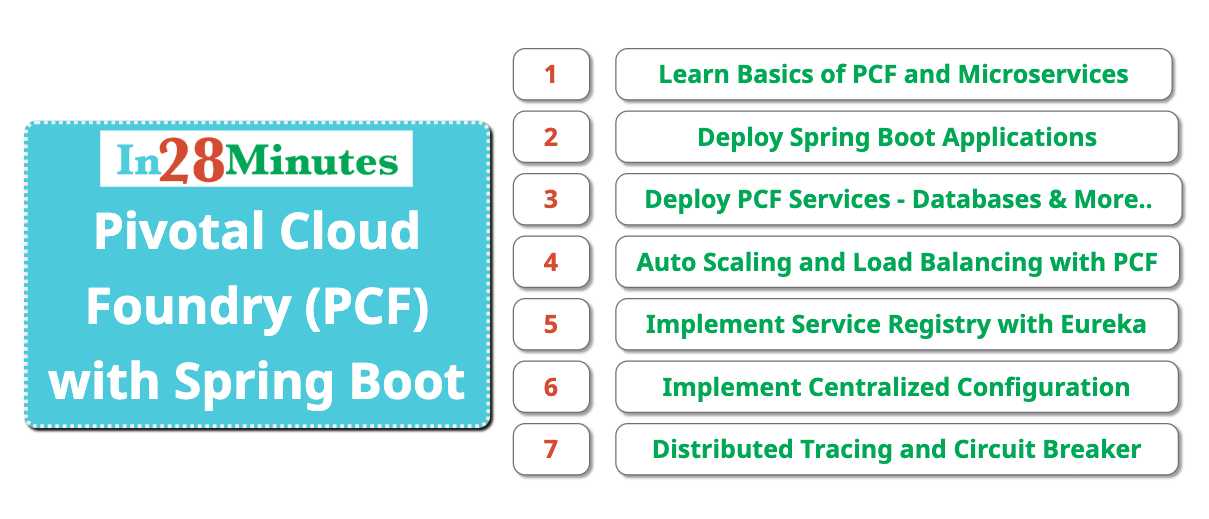 In28Minutes
Pivotal Cloud
Foundry (PCF)
with Spring Boot
1 Learn Basics of PCF and Microservices
2 Deploy Spring Boot Applications
3 Deploy PCF Services - Databases & More..
4 Auto Scaling and Load Balancing with PCF
5 Implement Service Registry with Eureka
6 Implement Centralized Configuration
7 Distributed Tracing and Circuit Breaker